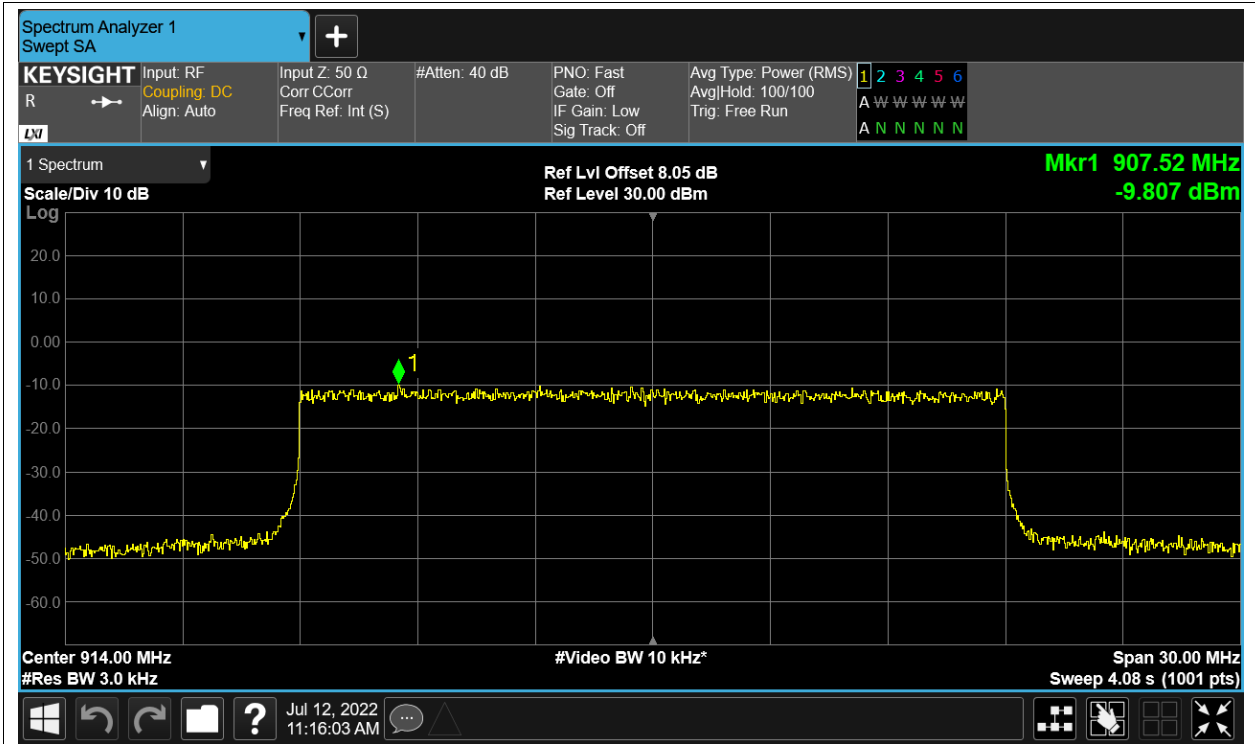 Spectrum Analyzer 1
Swept SA
KEYSIGHT
R
LXI
Input: RF
Coupling: DC
Align: Auto
Input Z: 50 Ω
Corr CCorr
Freq Ref: Int (S)
#Atten: 40 dB
PNO: Fast
Gate: Off
IF Gain: Low
Sig Track: Off
Avg Type: Power (RMS)
Avg|Hold: 100/100
Trig: Free Run
1 2 3 4 5 6
A W W W W W
A N N N N N
1 Spectrum
Scale/Div 10 dB
Log
Ref Lvl Offset 8.05 dB
Ref Level 30.00 dBm
Mkr1 907.52 MHz
-9.807 dBm
20.0
10.0
0.00
1
-10.0
-20.0
-30.0
-40.0
-50.0
-60.0
Center 914.00 MHz
#Res BW 3.0 kHz
#Video BW 10 kHz*
Span 30.00 MHz
Sweep 4.08 s (1001 pts)
?
Jul 12, 2022
11:16:03 AM